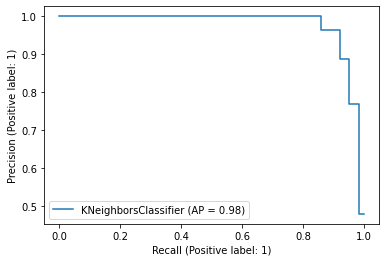 Precision (Positive label: 1)
1.0
0.9
0.8
0.7
0.6
0.5
KNeighborsClassifier (AP = 0.98)
0.0 0.2 0.4 0.6 0.8 1.0
Recall (Positive label: 1)